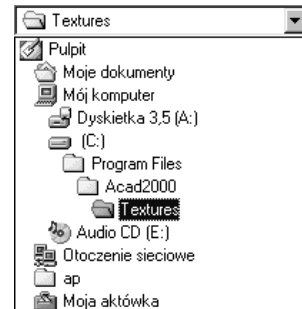 Textures
Pulpit
Moje dokumenty
Mój komputer
Dyskietka 3,5 (A:)
(C:)
Program Files
Acad2000
Textures
Audio CD (E:)
Otoczenie sieciowe
ap
Moja aktówka